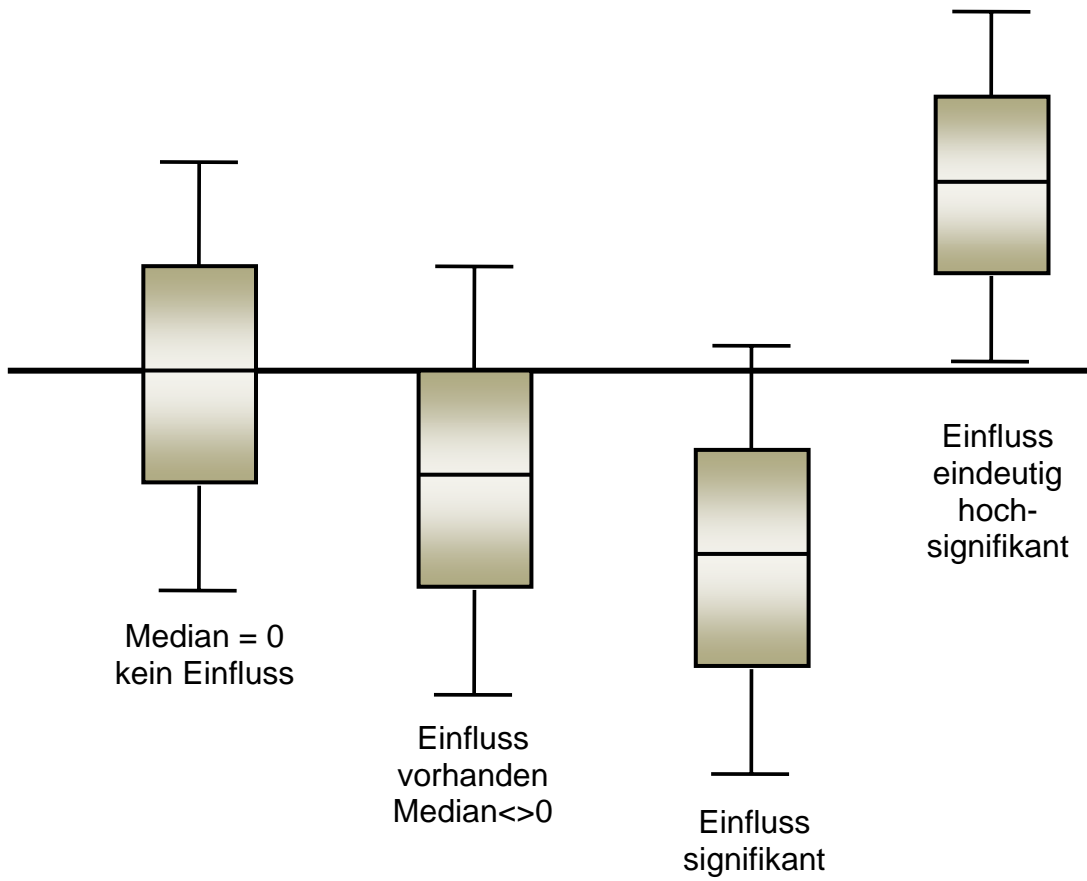 Median = 0
kein Einfluss
Einfluss
vorhanden
Median<>0
Einfluss
signifikant
Einfluss
eindeutig
hoch-
signifikant